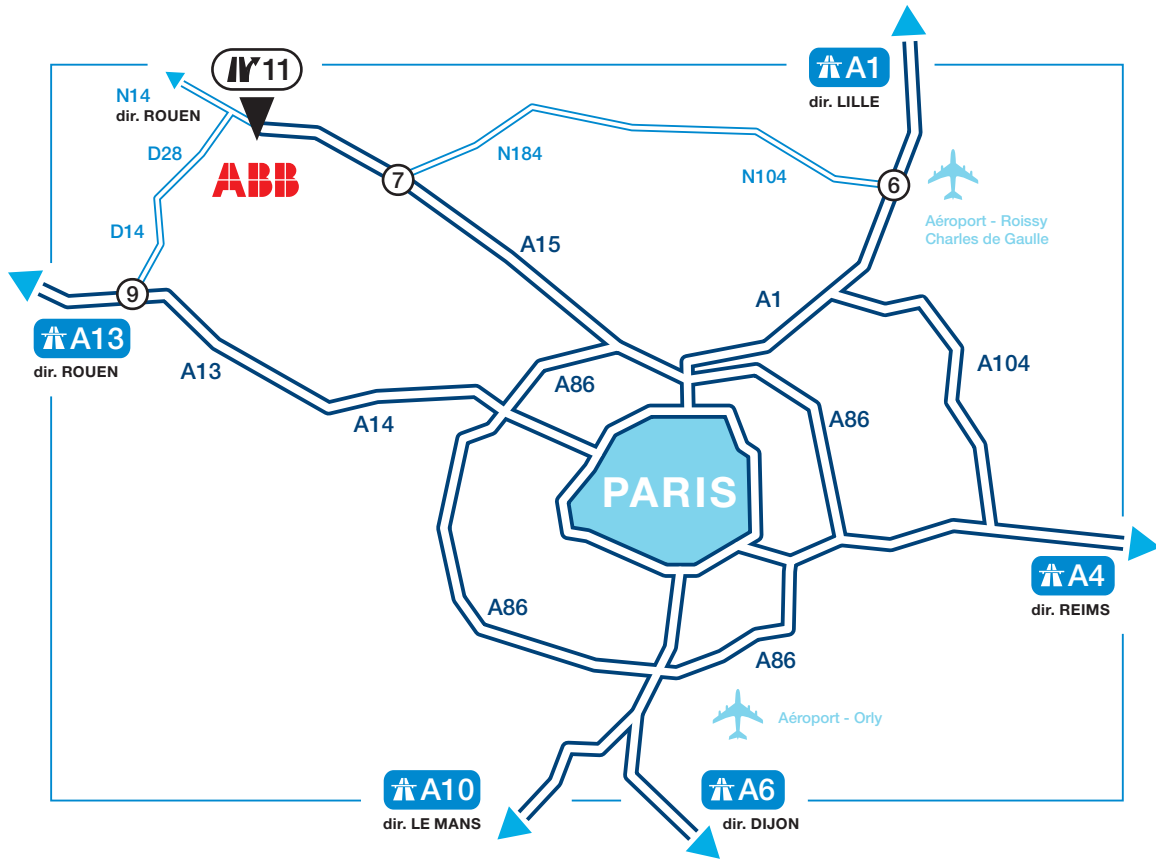 11
A1
dir. LILLE
N14
dir. ROUEN
D28
N184
7
ABB
N104
6
Aéroport - Roissy
Charles de Gaulle
D14
A15
9
A1
A13
dir. ROUEN
A13
A86
A104
A14
A86
PARIS
A4
dir. REIMS
A86
A86
Aéroport - Orly
A10
dir. LE MANS
A6
dir. DIJON